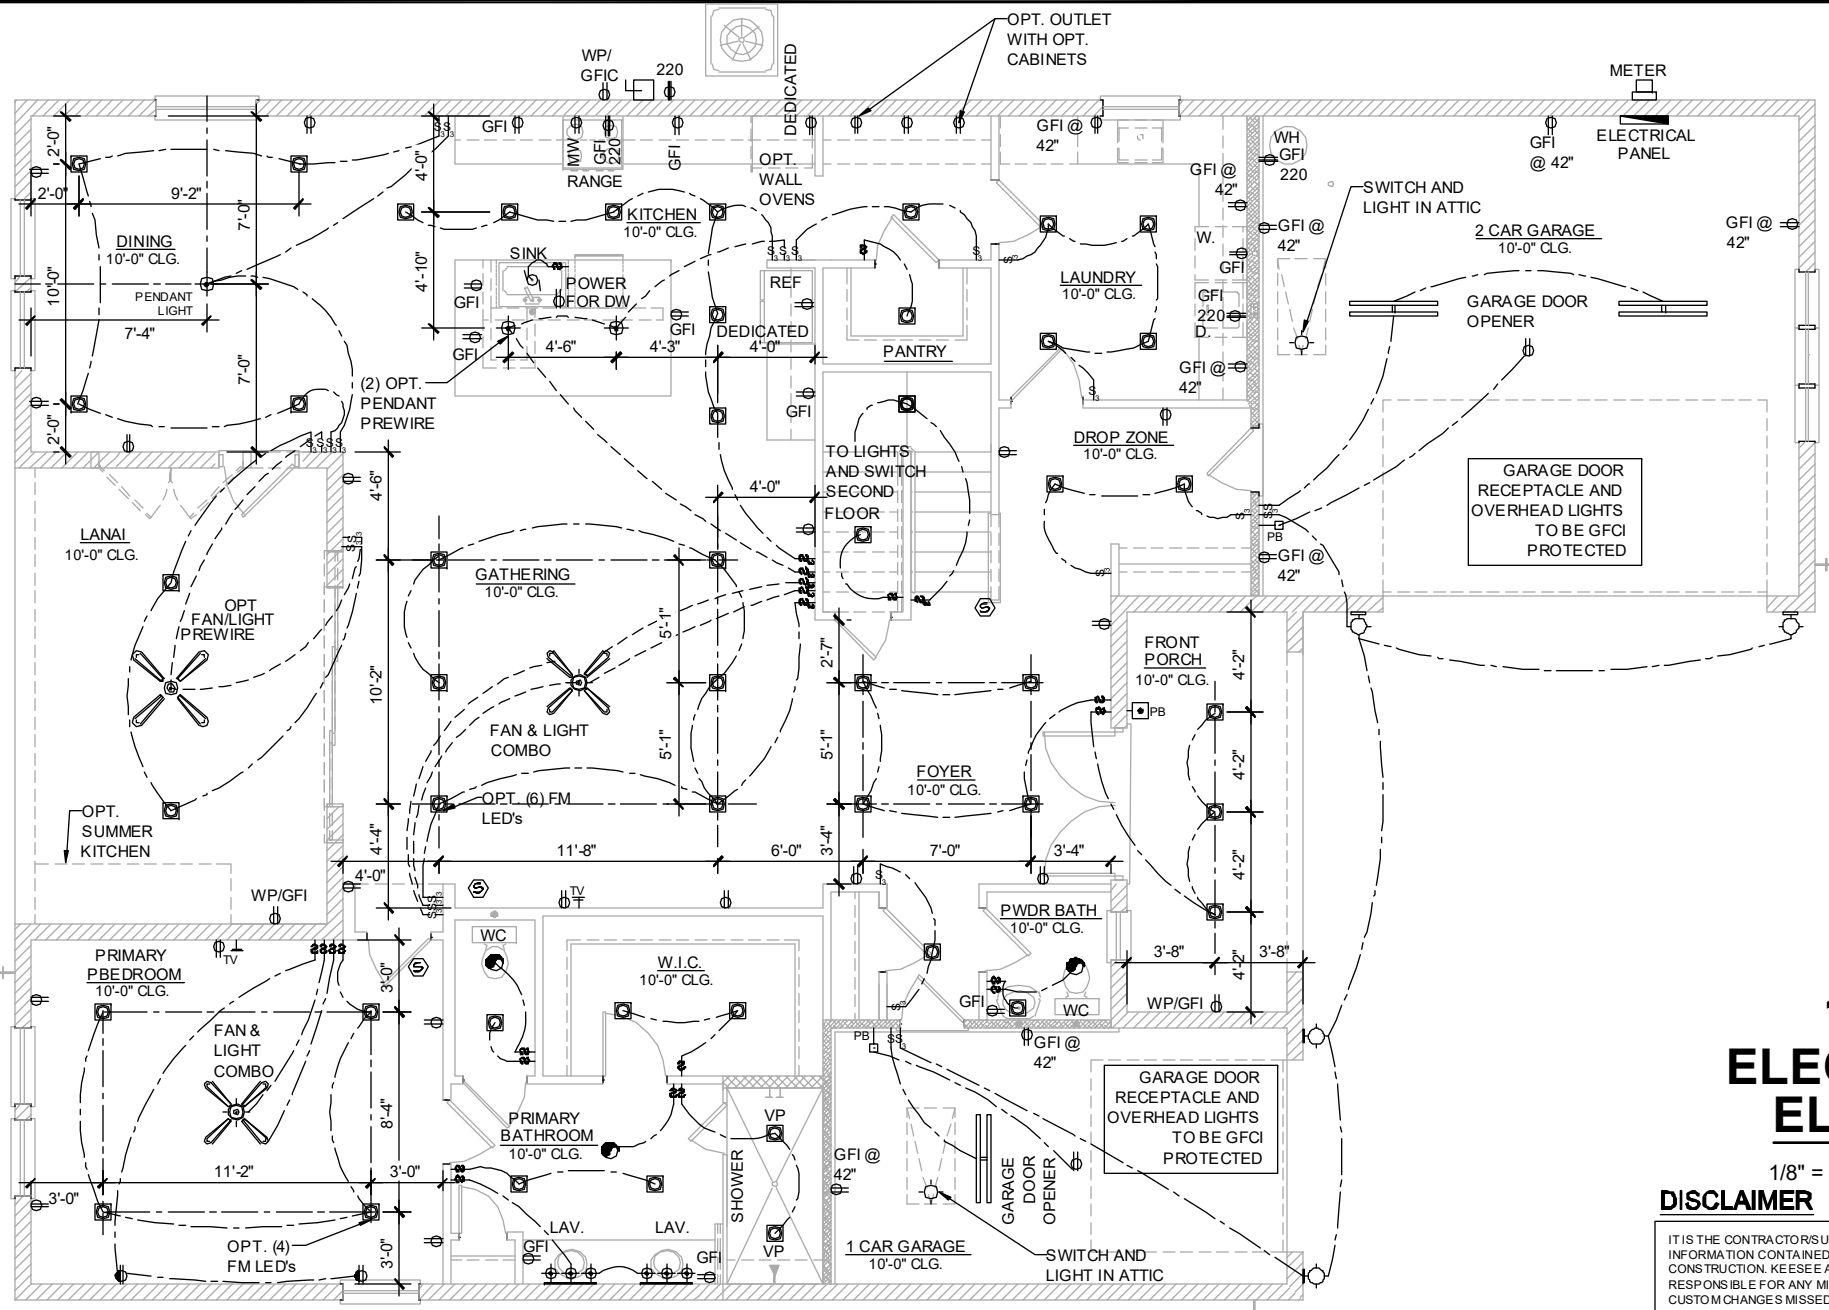 OPT. OUTLET
WITH OPT.
CABINETS
WP/
GFIC
220
DEDICATED
METER
ELECTRICAL
PANEL
2'-0"
GFI
MW
GFI
220
GFI
RANGE
4'-0"
OPT.
WALL
OVENS
GFI @
42"
GFI @
42"
WH
GFI
220
GFI
@ 42"
SWITCH AND
LIGHT IN ATTIC
2'-0"
9'-2"
7'-0"
DINING
10'-0" CLG.
10'-0"
PENDANT
LIGHT
7'-4"
7'-0"
2'-0"
KITCHEN
10'-0" CLG.
SINK
POWER
FOR DW
4'-10"
GFI
GFI
GFI
REF
DEDICATED
4'-6"
4'-3"
4'-0"
GFI
(2) OPT.
PENDANT
PREWIRE
PANTRY
LAUNDRY
10'-0" CLG.
W.
GFI
GFI
220
D.
GFI @
42"
GFI @
42"
2 CAR GARAGE
10'-0" CLG.
GFI @
42"
GARAGE DOOR
OPENER
DROP ZONE
10'-0" CLG.
TO LIGHTS
AND SWITCH
SECOND
FLOOR
4'-0"
GARAGE DOOR
RECEPTACLE AND
OVERHEAD LIGHTS
TO BE GFCI
PROTECTED
PB
GFI @
42"
LANAI
10'-0" CLG.
4'-6"
GATHERING
10'-0" CLG.
OPT
FAN/LIGHT
PREWIRE
10'-2"
5'-1"
5'-1"
FAN & LIGHT
COMBO
OPT. (6) FM
LED's
2'-7"
5'-1"
3'-4"
FOYER
10'-0" CLG.
FRONT
PORCH
10'-0" CLG.
PB
4'-2"
4'-2"
4'-2"
4'-2"
OPT.
SUMMER
KITCHEN
4'-4"
4'-0"
11'-8"
6'-0"
7'-0"
3'-4"
WP/GFI
TV
TV
PRIMARY
PBEDROOM
10'-0" CLG.
3'-0"
WC
W.I.C.
10'-0" CLG.
PWDR BATH
10'-0" CLG.
GFI
WC
3'-8"
3'-8"
WP/GFI
FAN &
LIGHT
COMBO
8'-4"
11'-2"
3'-0"
3'-0"
3'-0"
OPT. (4)
FM LED's
PRIMARY
BATHROOM
10'-0" CLG.
VP
SHOWER
VP
LAV.
LAV.
GFI
GFI
PB
GFI @
42"
GFI @
42"
GARAGE
DOOR
OPENER
GARAGE DOOR
RECEPTACLE AND
OVERHEAD LIGHTS
TO BE GFCI
PROTECTED
1 CAR GARAGE
10'-0" CLG.
SWITCH AND
LIGHT IN ATTIC
1/8" =
DISCLAIMER
IT IS THE
INFORMATION CONTAINED
CONSTRUCTION.
RESPONSIBLE FOR ANY
CUSTOM CHANGES MISSED